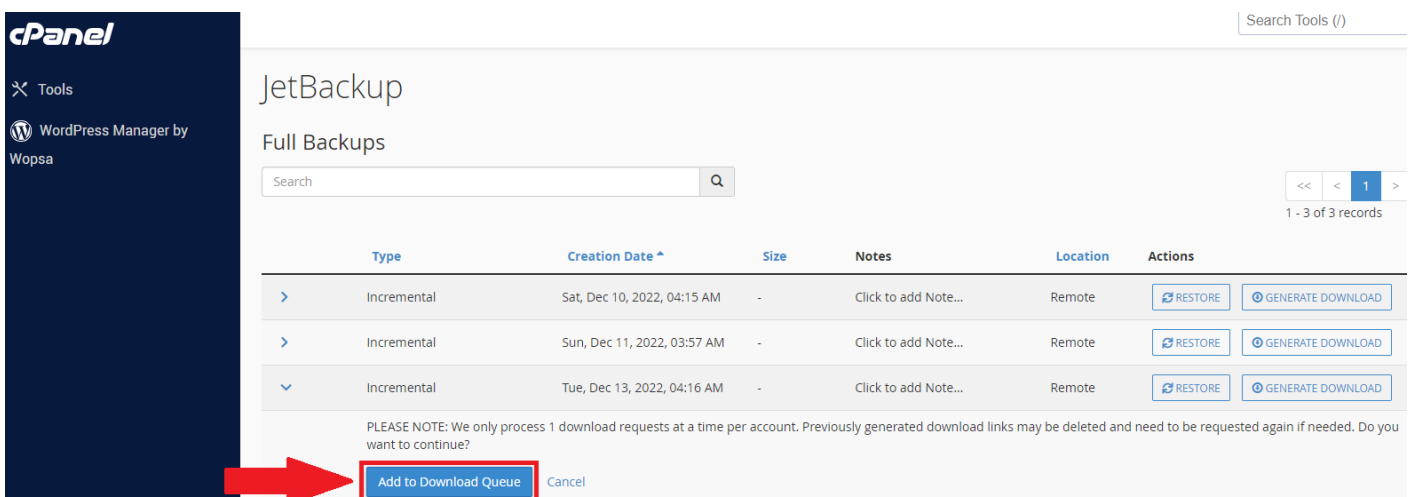 cPanel
Search Tools (/)
Tools
WordPress Manager by
Wopsa
JetBackup
Full Backups
Search
<< < 1 >
1 - 3 of 3 records
Type Creation Date Size Notes Location Actions
Incremental Sat, Dec 10, 2022, 04:15 AM - Click to add Note... Remote RESTORE GENERATE DOWNLOAD
Incremental Sun, Dec 11, 2022, 03:57 AM - Click to add Note... Remote RESTORE GENERATE DOWNLOAD
Incremental Tue, Dec 13, 2022, 04:16 AM - Click to add Note... Remote RESTORE GENERATE DOWNLOAD
PLEASE NOTE: We only process 1 download requests at a time per account. Previously generated download links may be deleted and need to be requested again if needed. Do you
want to continue?
Add to Download Queue Cancel